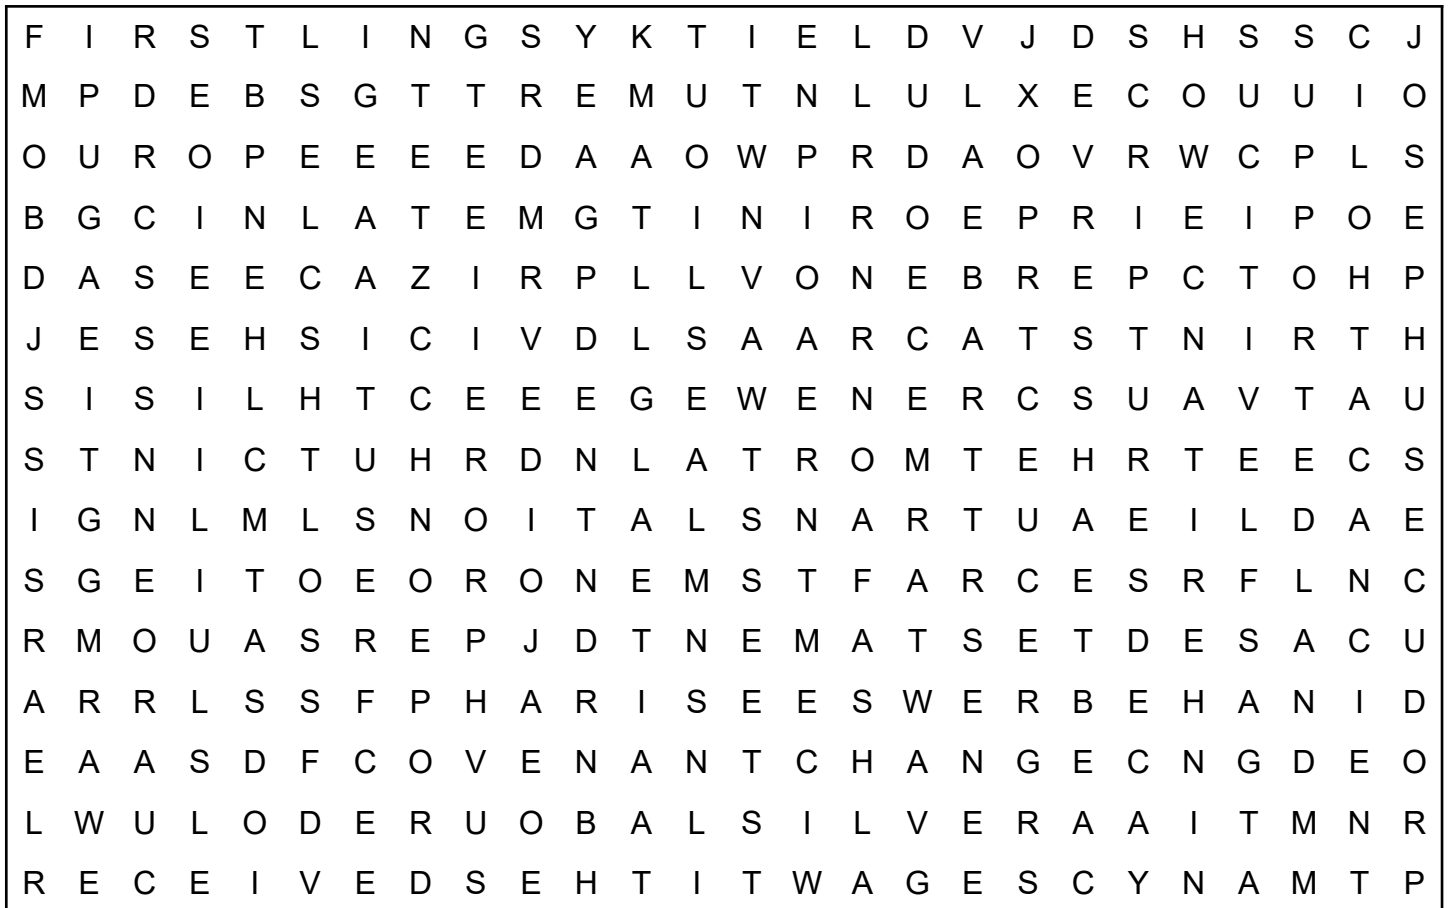 F I R S T L I N G S Y K T I E L D V J D S H S S C J
M P D E B S G T T R E M U T N L U L X E C O U U I O
O U R O P E E E E D A A O W P R D A O V R W C P L S
B G C I N L A T E M G T I N I R O E P R I E I P O E
D A S E E C A Z I R P L L V O N E B R E P C T O H P
J E S E H S I C I V D L S A A R C A T S T N I R T H
S I S I L H T C E E E G E W E N E R C S U A V T A U
S T N I C T U H R D N L A T R O M T E H R T E E C S
I G N L M L S N O I T A L S N A R T U A E I L D A E
S G E I T O E O R O N E M S T F A R C E S R F L N C
R M O U A S R E P J D T N E M A T S E T D E S A C U
A R R L S S F P H A R I S E E S W E R B E H A N I D
E A A S D F C O V E N A N T C H A N G E C N G D E O
L W U L O D E R U O B A L S I L V E R A A I T M N R
R E C E I V E D S E H T I T W A G E S C Y N A M T P